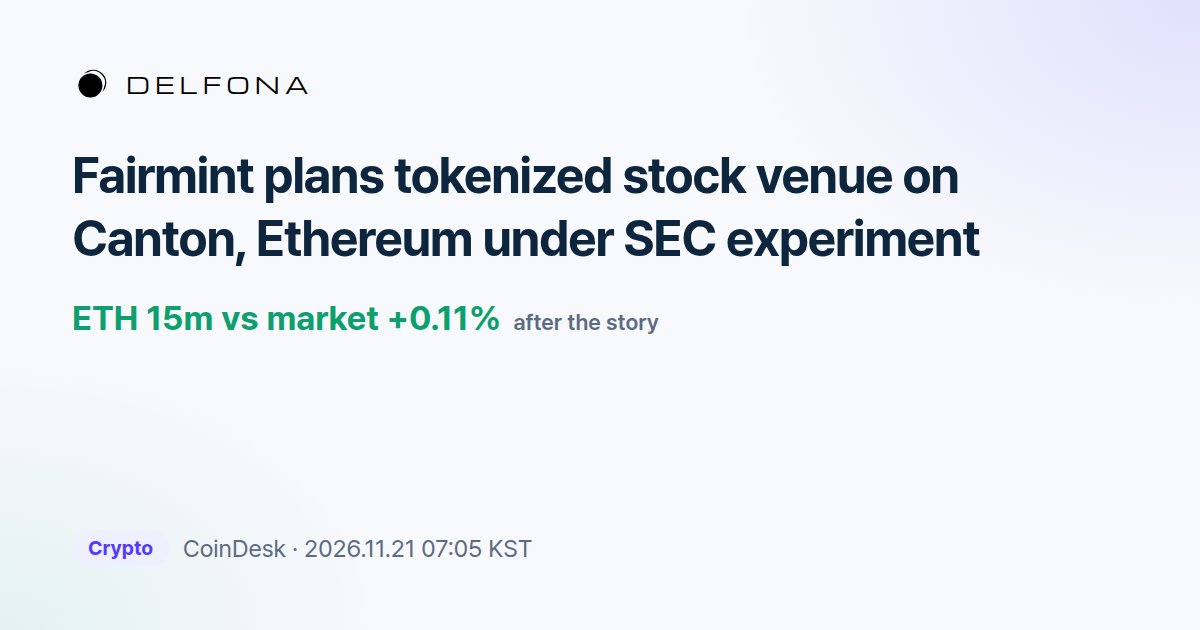 DELFONA
Fairmint plans tokenized stock venue on
Canton, Ethereum under SEC experiment
ETH 15m vs market +0.11% after the story
Crypto CoinDesk · 2026.11.21 07:05 KST